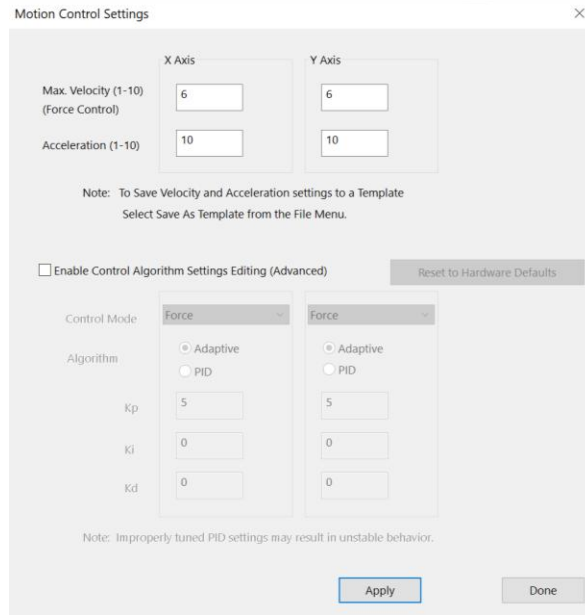 Motion Control Settings
X Axis Y Axis
Max. Velocity (1-10) 6 6
(Force Control)
Acceleration (1-10) 10 10
Note: To Save Velocity and Acceleration settings to a Template
Select Save As Template from the File Menu.
Enable Control Algorithm Settings Editing (Advanced) Reset to Hardware Defaults
Control Mode Force Force
Algorithm Adaptive Adaptive
PID PID
Kp 5 5
Ki 0 0
Kd 0 0
Note: Improperly tuned PID settings may result in unstable behavior.
Apply Done